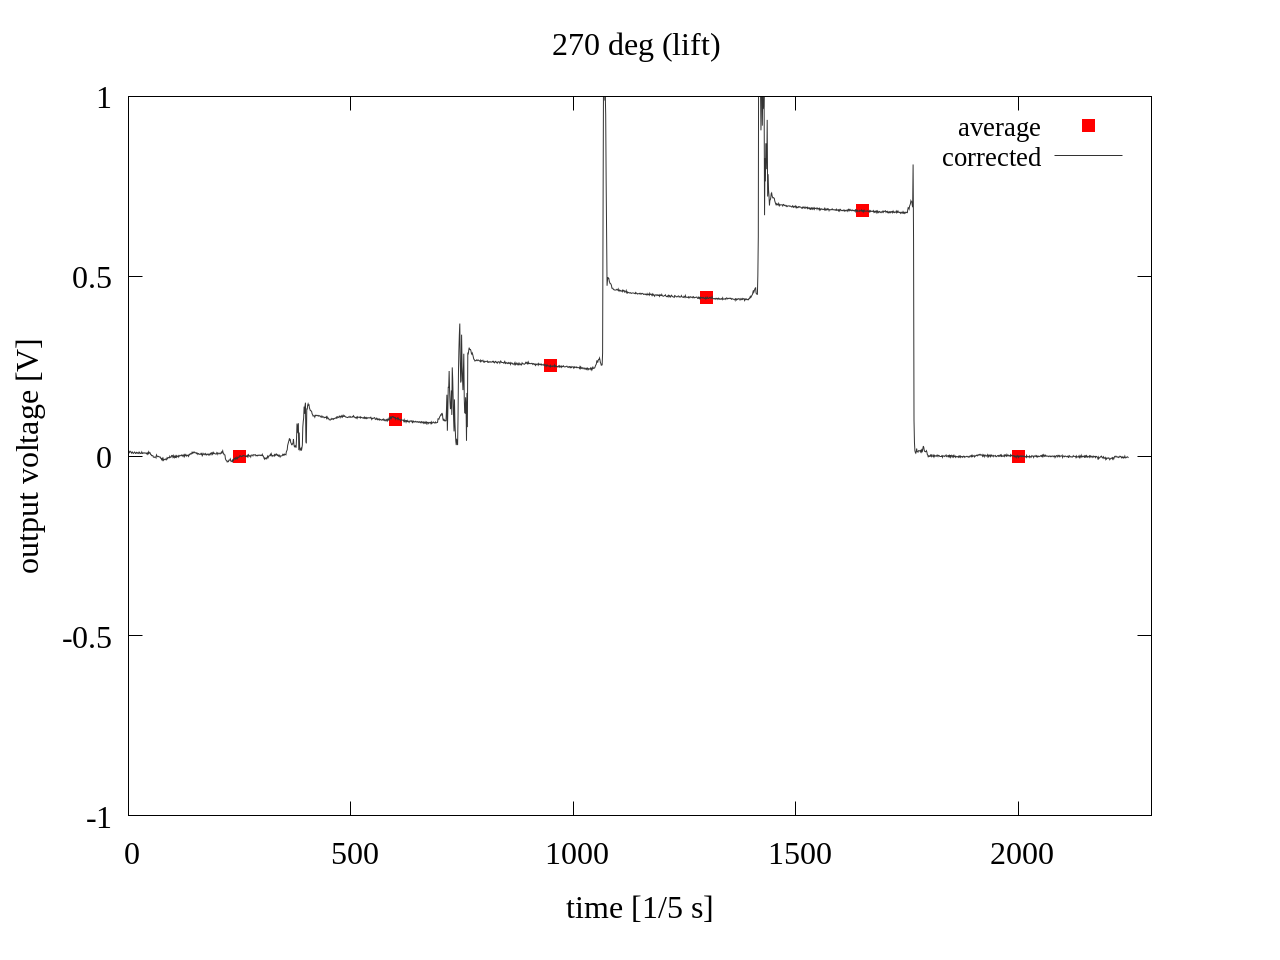 270 deg (lift)
average
corrected
1
0.5
0
-0.5
-1
output voltage [V]
0 500 1000 1500 2000
time [1/5 s]